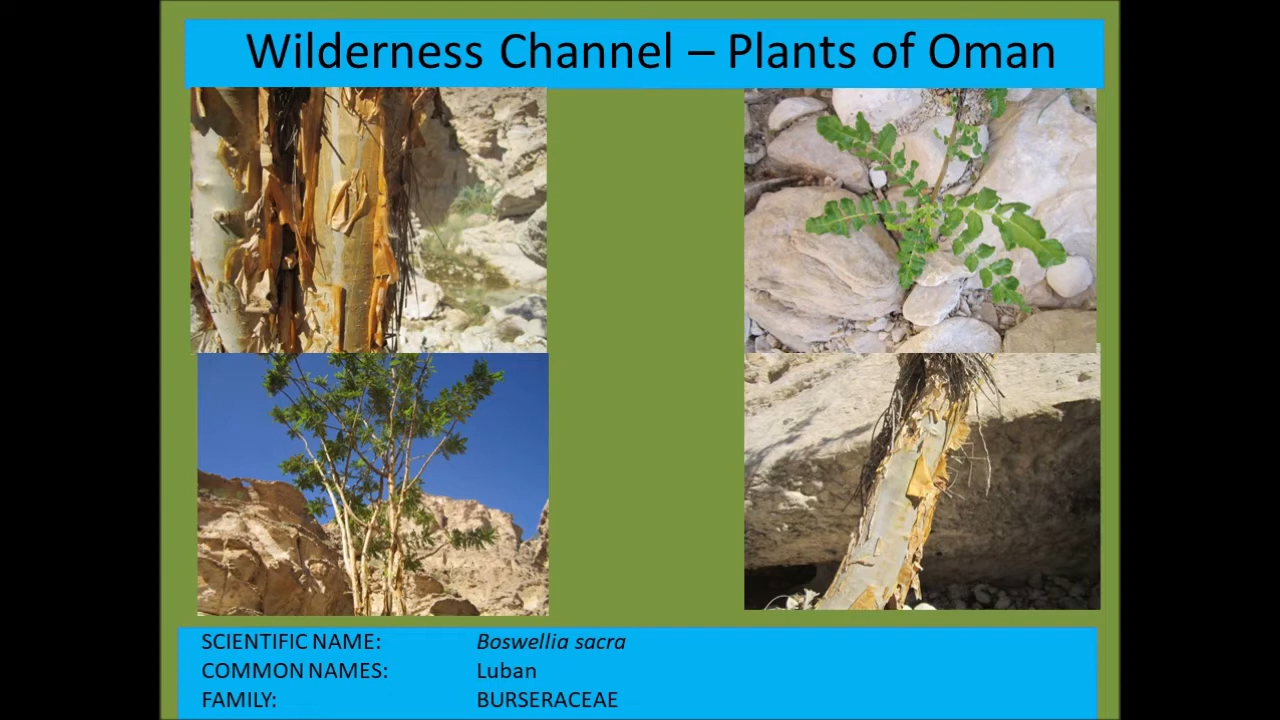 Wilderness Channel – Plants of Oman
SCIENTIFIC NAME: Boswellia sacra
COMMON NAMES: Luban
FAMILY: BURSERACEAE